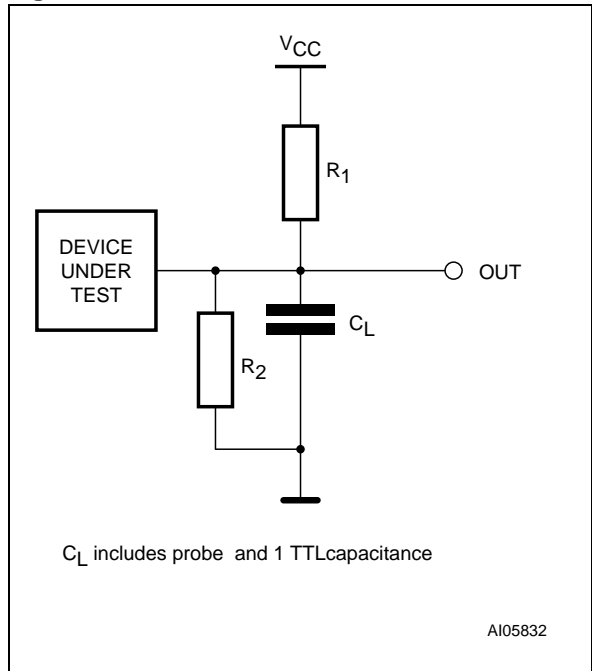 VCC
R1
DEVICE
UNDER
TEST
OUT
CL
R2
CL includes probe and 1 TTLcapacitance
AI05832